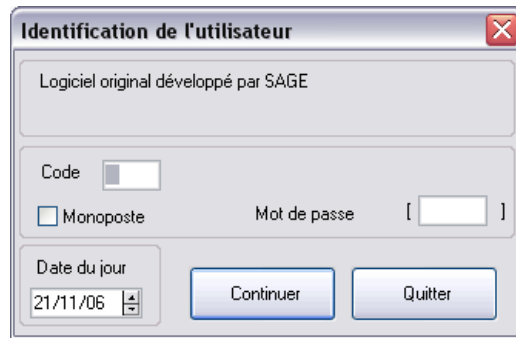 Identification de l'utilisateur
Logiciel original développé par SAGE
Code
Monoposte
Mot de passe [ ]
Date du jour
21/11/06
Continuer
Quitter